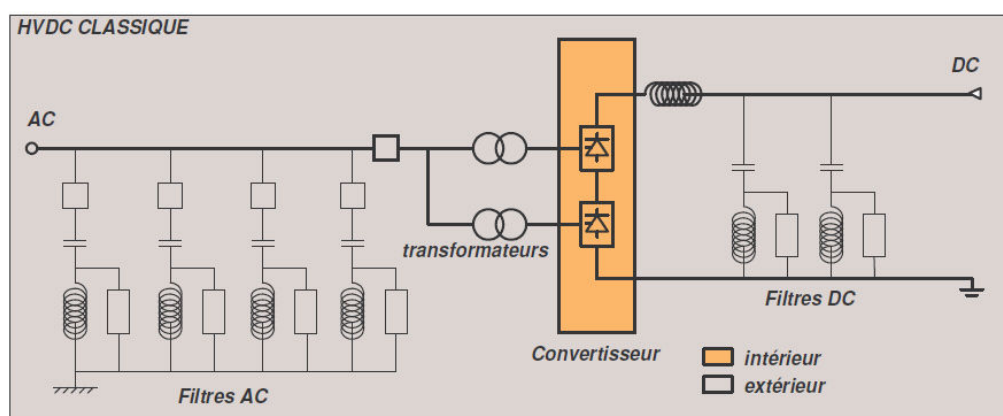 HVDC CLASSIQUE
DC
AC
transformateurs
Filtres DC
Convertisseur
intérieur
extérieur
Filtres AC